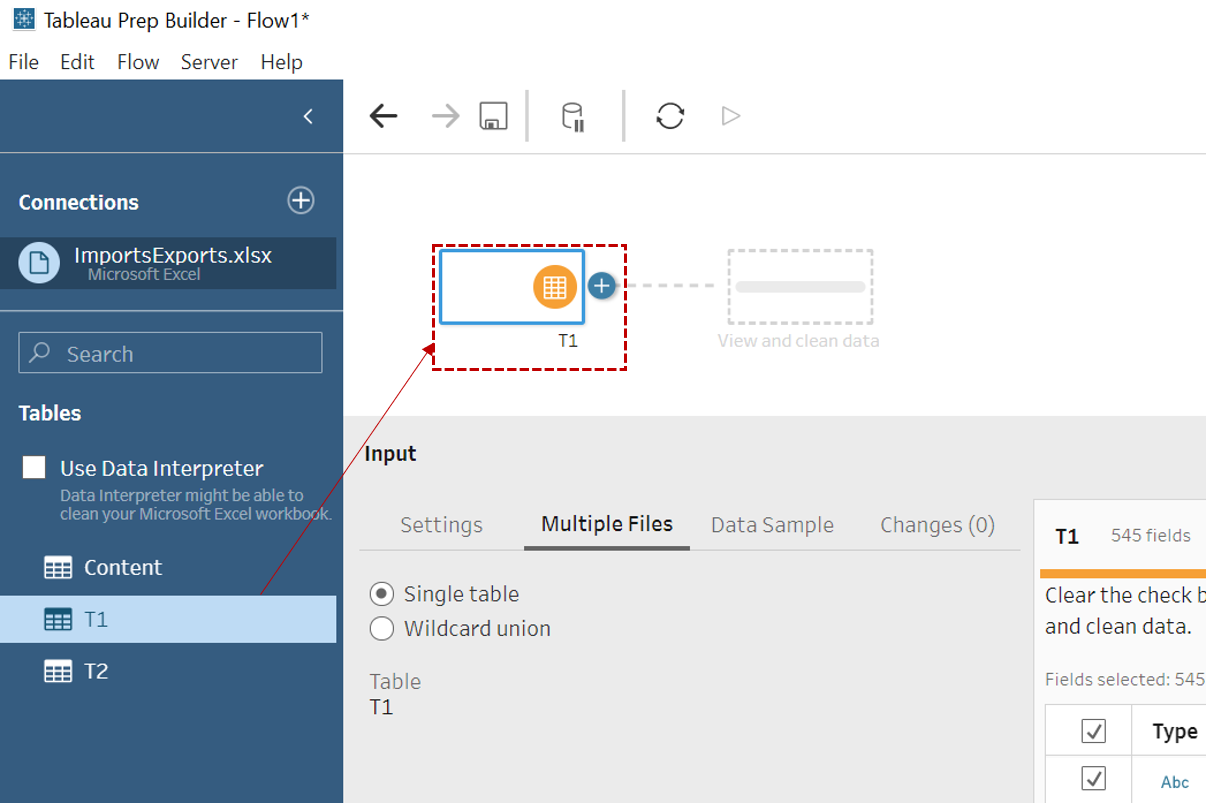 Tableau Prep Builder - Flow1*
File Edit Flow Server Help
Connections
ImportsExports.xlsx
Microsoft Excel
Search
Tables
Use Data Interpreter
Data Interpreter might be able to
clean your Microsoft Excel workbook.
Content
T1
T2
T1
View and clean data
Input
Settings Multiple Files Data Sample Changes (0)
Single table
Wildcard union
Table
T1
T1 545 fields
Clear the check b
and clean data.
Fields selected: 545
Type
Abc